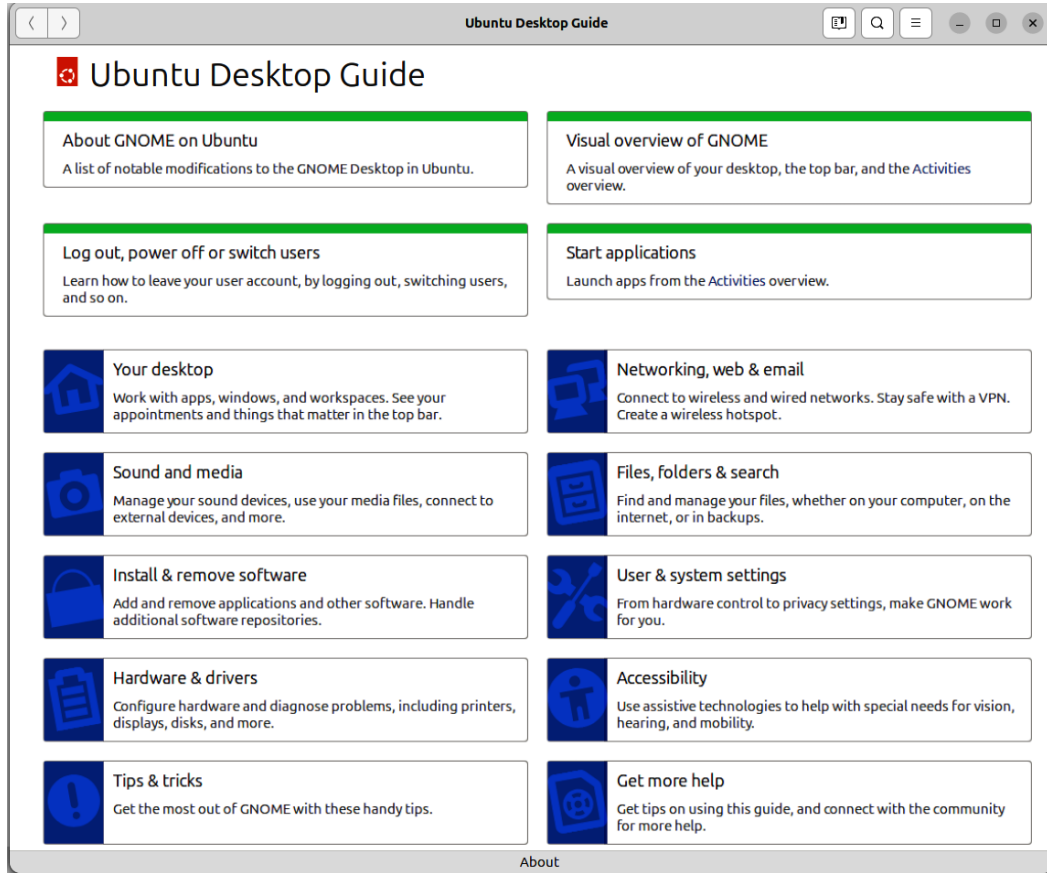 Ubuntu Desktop Guide
Ubuntu Desktop Guide
About GNOME on Ubuntu
A list of notable modifications to the GNOME Desktop in Ubuntu.
Visual overview of GNOME
A visual overview of your desktop, the top bar, and the Activities
overview.
Log out, power off or switch users
Learn how to leave your user account, by logging out, switching users,
and so on.
Start applications
Launch apps from the Activities overview.
Your desktop
Work with apps, windows, and workspaces. See your
appointments and things that matter in the top bar.
Networking, web & email
Connect to wireless and wired networks. Stay safe with a VPN.
Create a wireless hotspot.
Sound and media
Manage your sound devices, use your media files, connect to
external devices, and more.
Files, folders & search
Find and manage your files, whether on your computer, on the
internet, or in backups.
Install & remove software
Add and remove applications and other software. Handle
additional software repositories.
User & system settings
From hardware control to privacy settings, make GNOME work
for you.
Hardware & drivers
Configure hardware and diagnose problems, including printers,
displays, disks, and more.
Accessibility
Use assistive technologies to help with special needs for vision,
hearing, and mobility.
Tips & tricks
Get the most out of GNOME with these handy tips.
Get more help
Get tips on using this guide, and connect with the community
for more help.
About